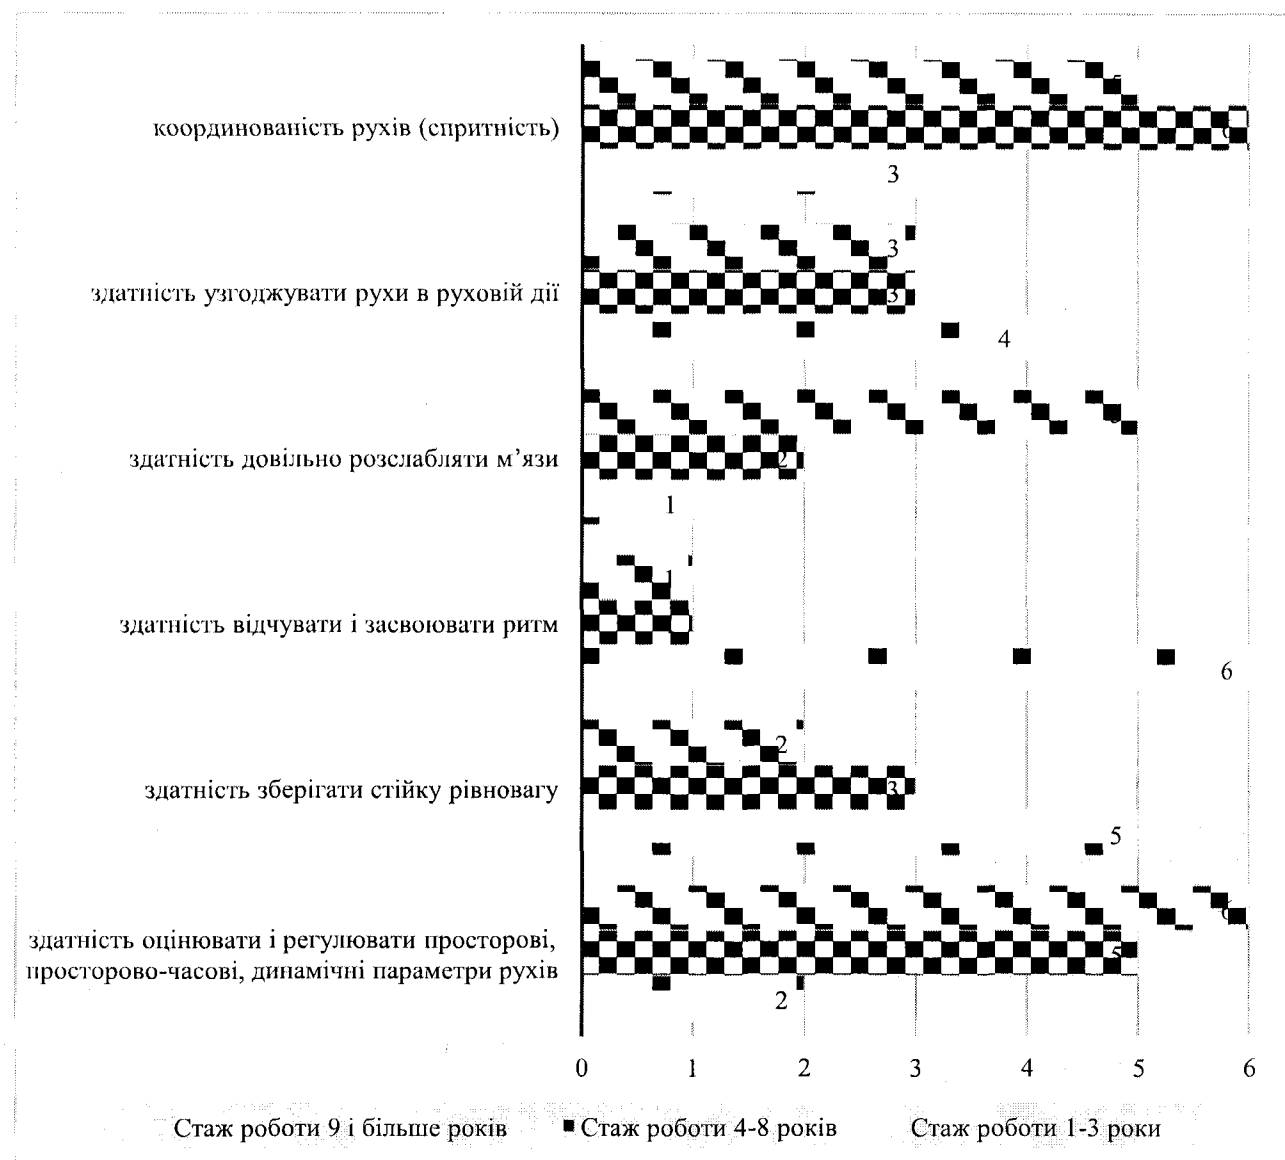 5
координованість рухів (спритність)
6
3
3
здатність узгоджувати рухи в руховій дії
3
4
5
здатність довільно розслабляти м’язи
2
1
1
здатність відчувати і засвоювати ритм
6
2
здатність зберігати стійку рівновагу
3
5
6
здатність оцінювати і регулювати просторові,
просторово-часові, динамічні параметри рухів
5
2
0 1 2 3 4 5 6
Стаж роботи 9 і більше років Стаж роботи 4-8 років Стаж роботи 1-3 роки